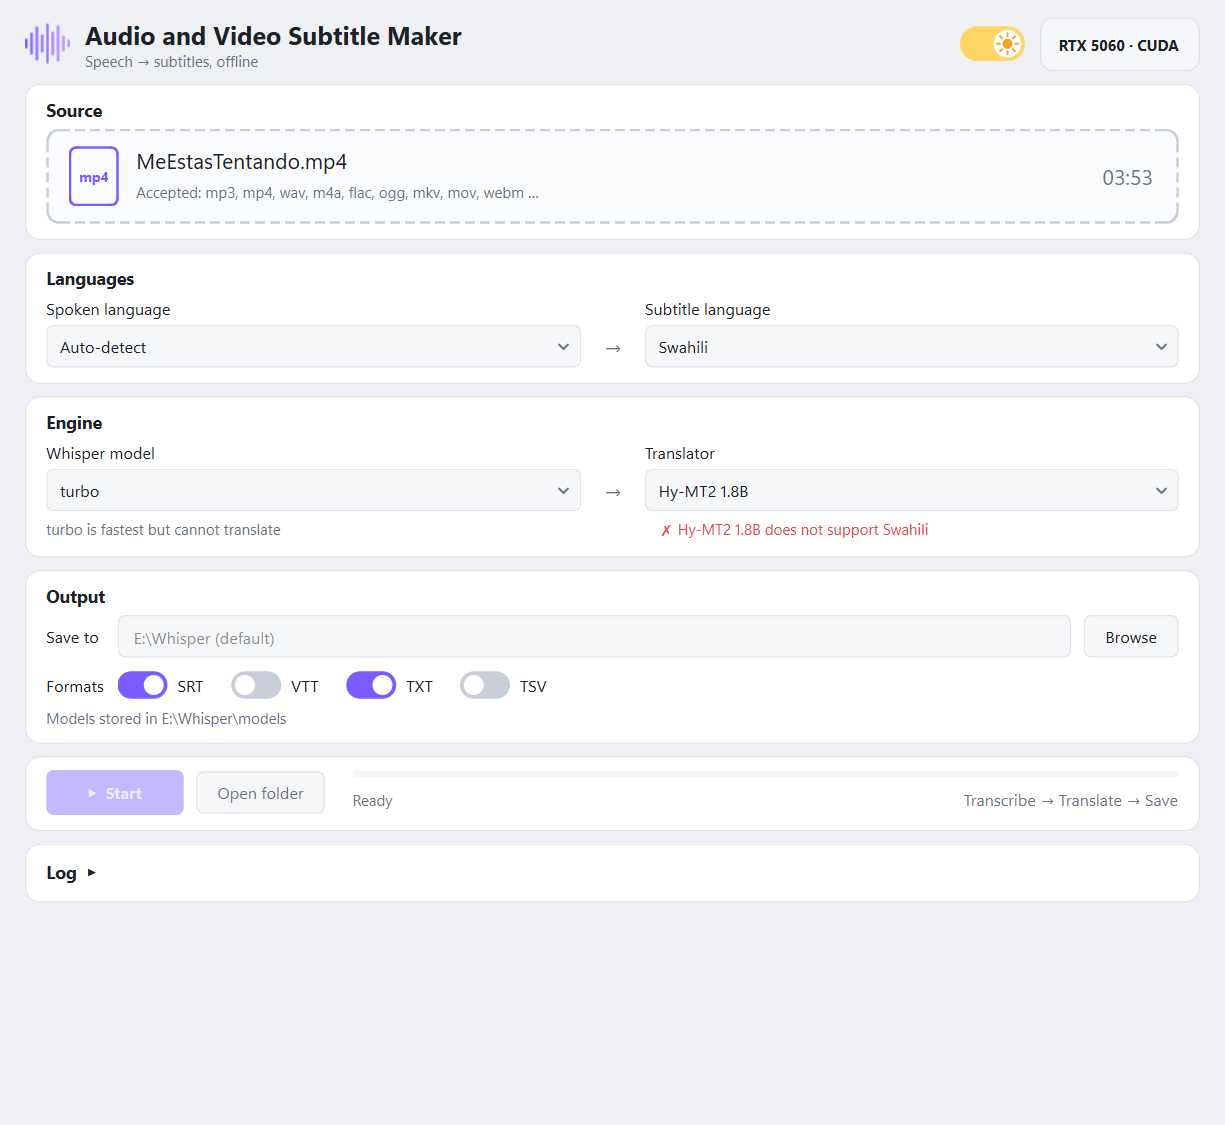 Audio and Video Subtitle Maker
Speech → subtitles, offline
RTX 5060 · CUDA
Source
mp4
MeEstasTentando.mp4
Accepted: mp3, mp4, wav, m4a, flac, ogg, mkv, mov, webm ...
03:53
Languages
Spoken language
Auto-detect
→
Subtitle language
Swahili
Engine
Whisper model
turbo
turbo is fastest but cannot translate
→
Translator
Hy-MT2 1.8B
✗ Hy-MT2 1.8B does not support Swahili
Output
Save to
E:\Whisper (default)
Browse
Formats
SRT
VTT
TXT
TSV
Models stored in E:\Whisper\models
▸ Start
Open folder
Ready
Transcribe → Translate → Save
Log ▸